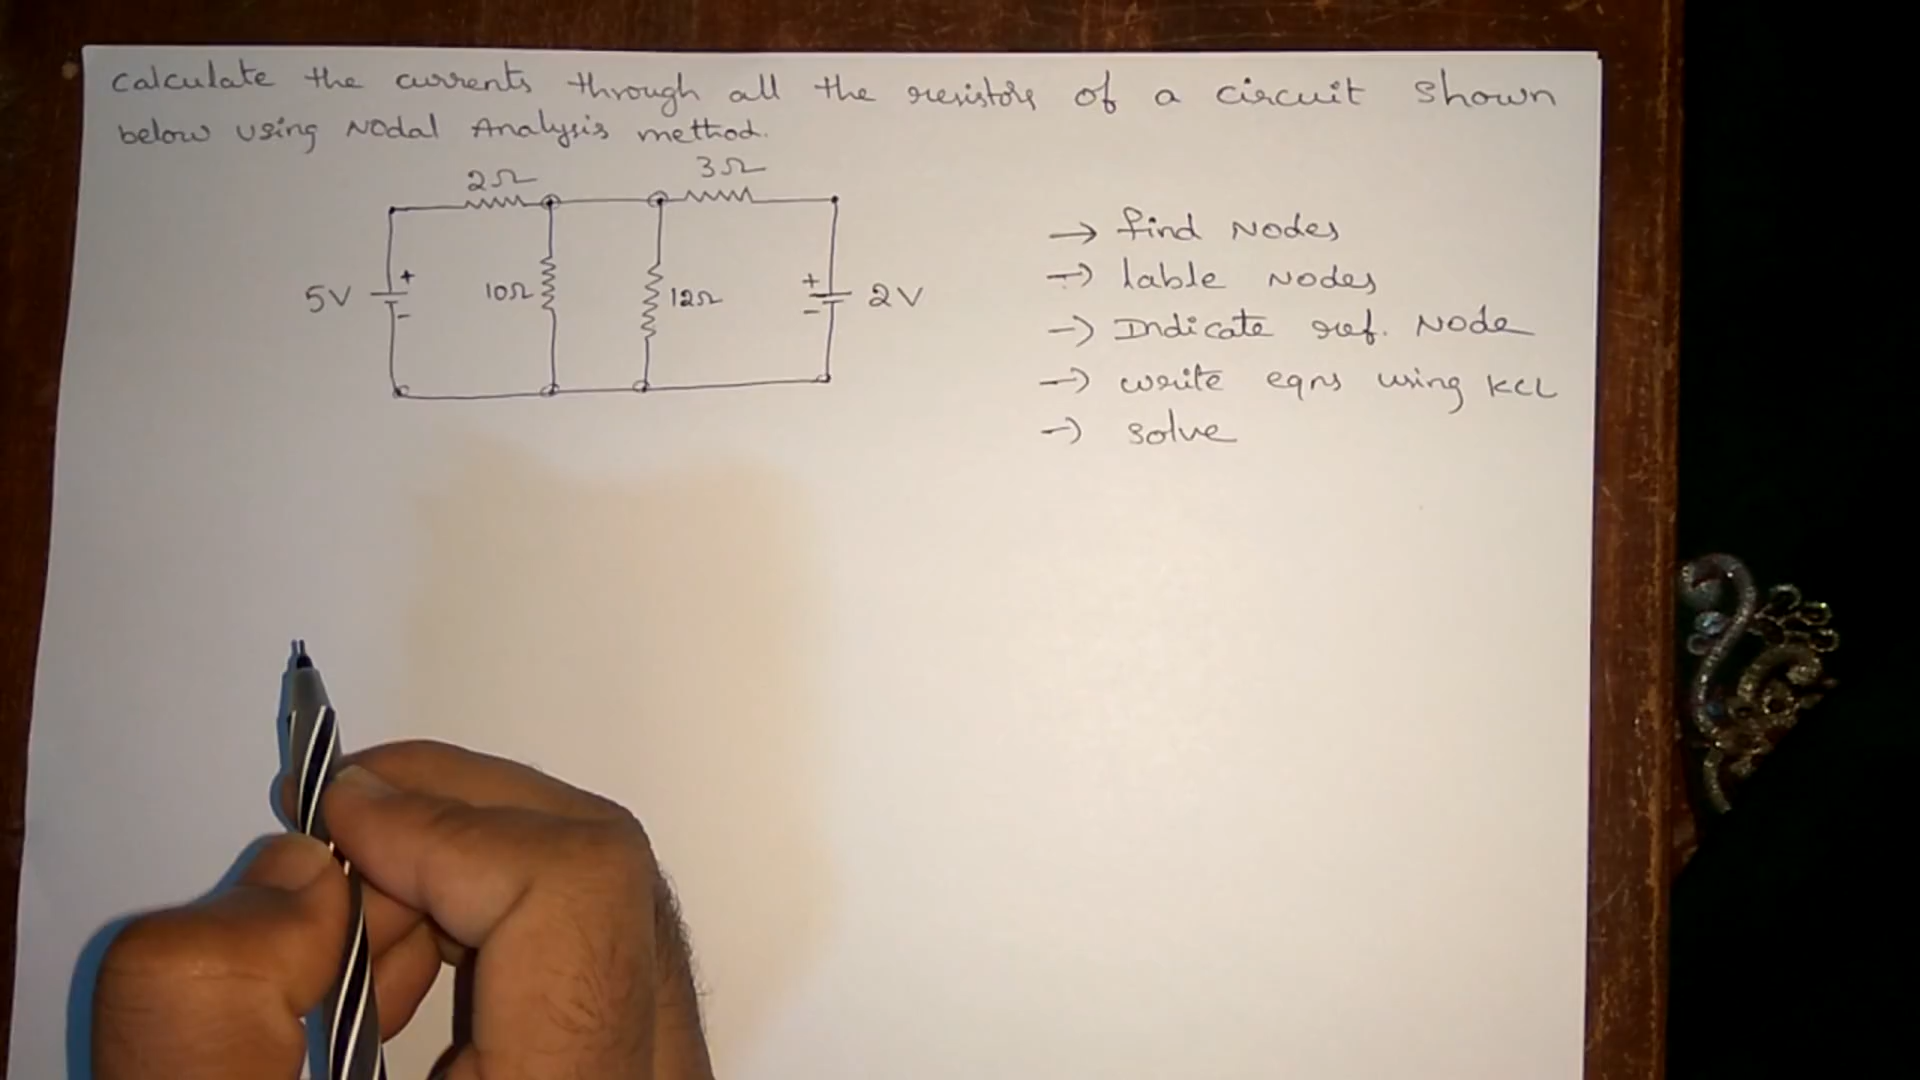 calculate the currents through all the resistors of a circuit shown
below using Nodal Analysis method.
2Ω
3Ω
5V
+
-
10Ω
12Ω
+
-
2V
→ find Nodes
→ lable Nodes
→ Indicate ref. Node
→ write eqns using KCL
→ solve